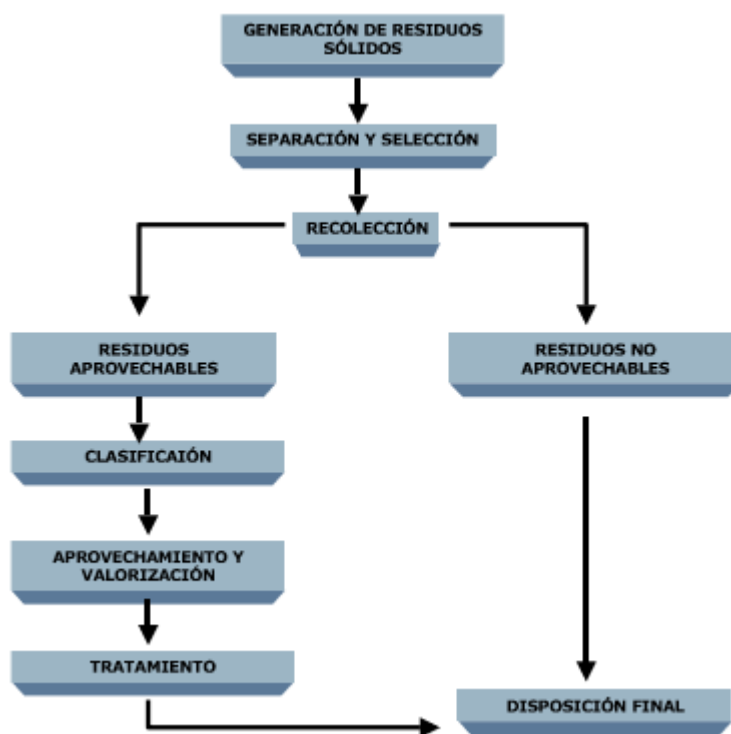 GENERACIÓN DE RESIDUOS
SÓLIDOS
SEPARACIÓN Y SELECCIÓN
RECOLECCIÓN
RESIDUOS
APROVECHABLES
RESIDUOS NO
APROVECHABLES
CLASIFICAIÓN
APROVECHAMIENTO Y
VALORIZACIÓN
TRATAMIENTO
DISPOSICIÓN FINAL